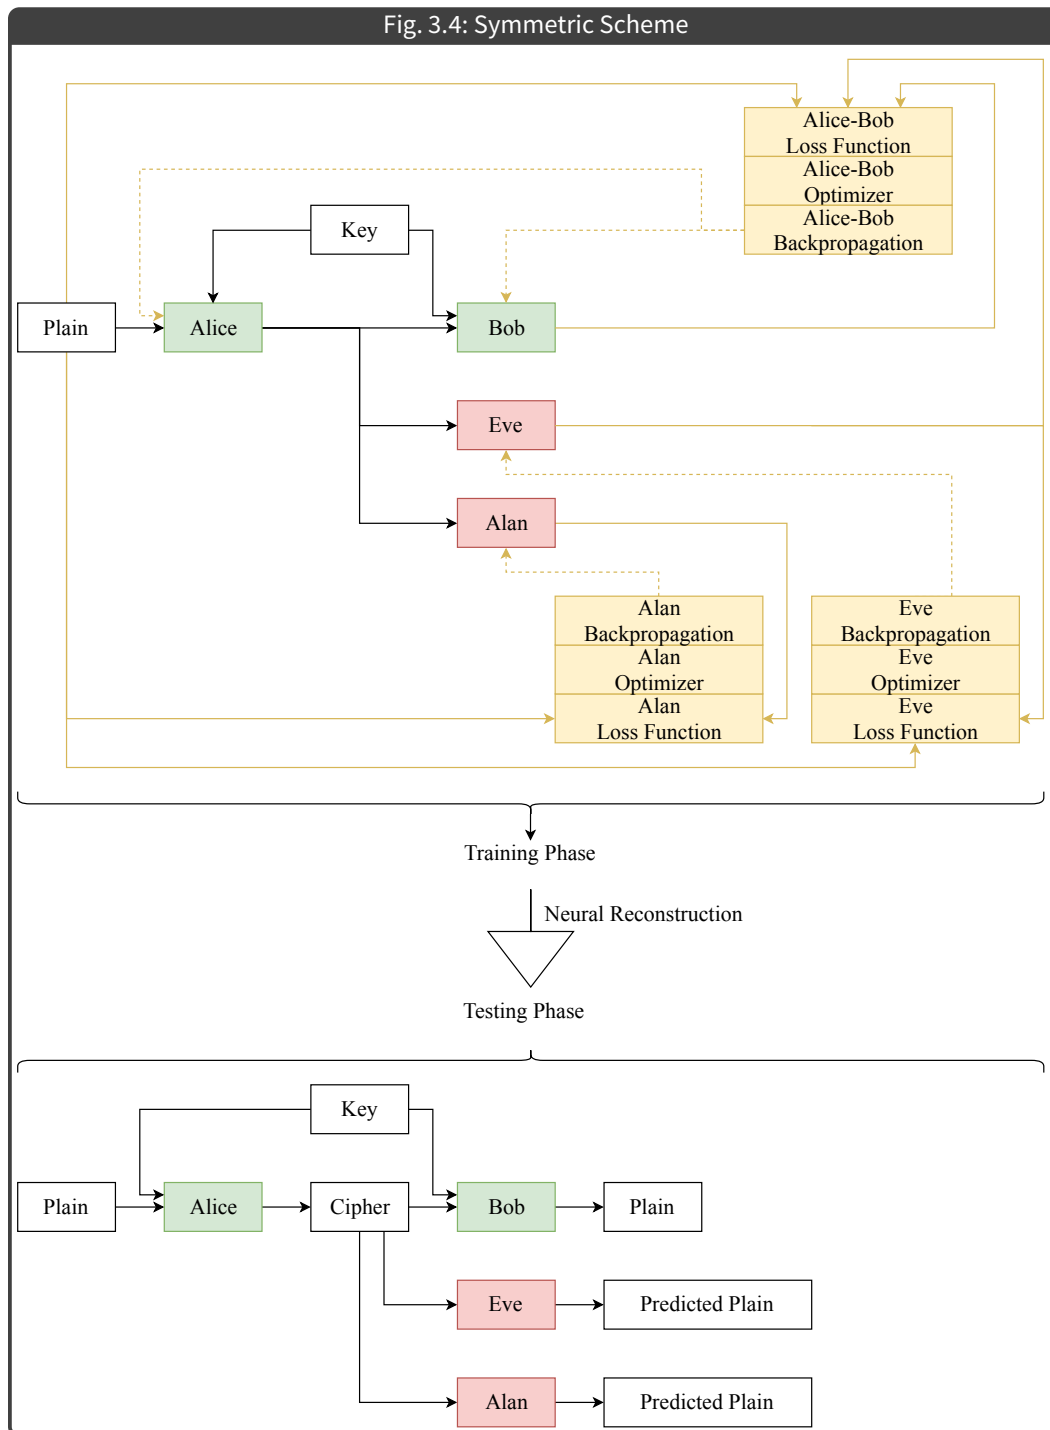 Fig. 3.4: Symmetric Scheme
Alice-Bob
Loss Function
Alice-Bob
Optimizer
Alice-Bob
Backpropagation
Key
Plain
Alice
Bob
Eve
Alan
Alan
Backpropagation
Alan
Optimizer
Alan
Loss Function
Eve
Backpropagation
Eve
Optimizer
Eve
Loss Function
Training Phase
Neural Reconstruction
Testing Phase
Key
Plain
Alice
Cipher
Bob
Plain
Eve
Predicted Plain
Alan
Predicted Plain